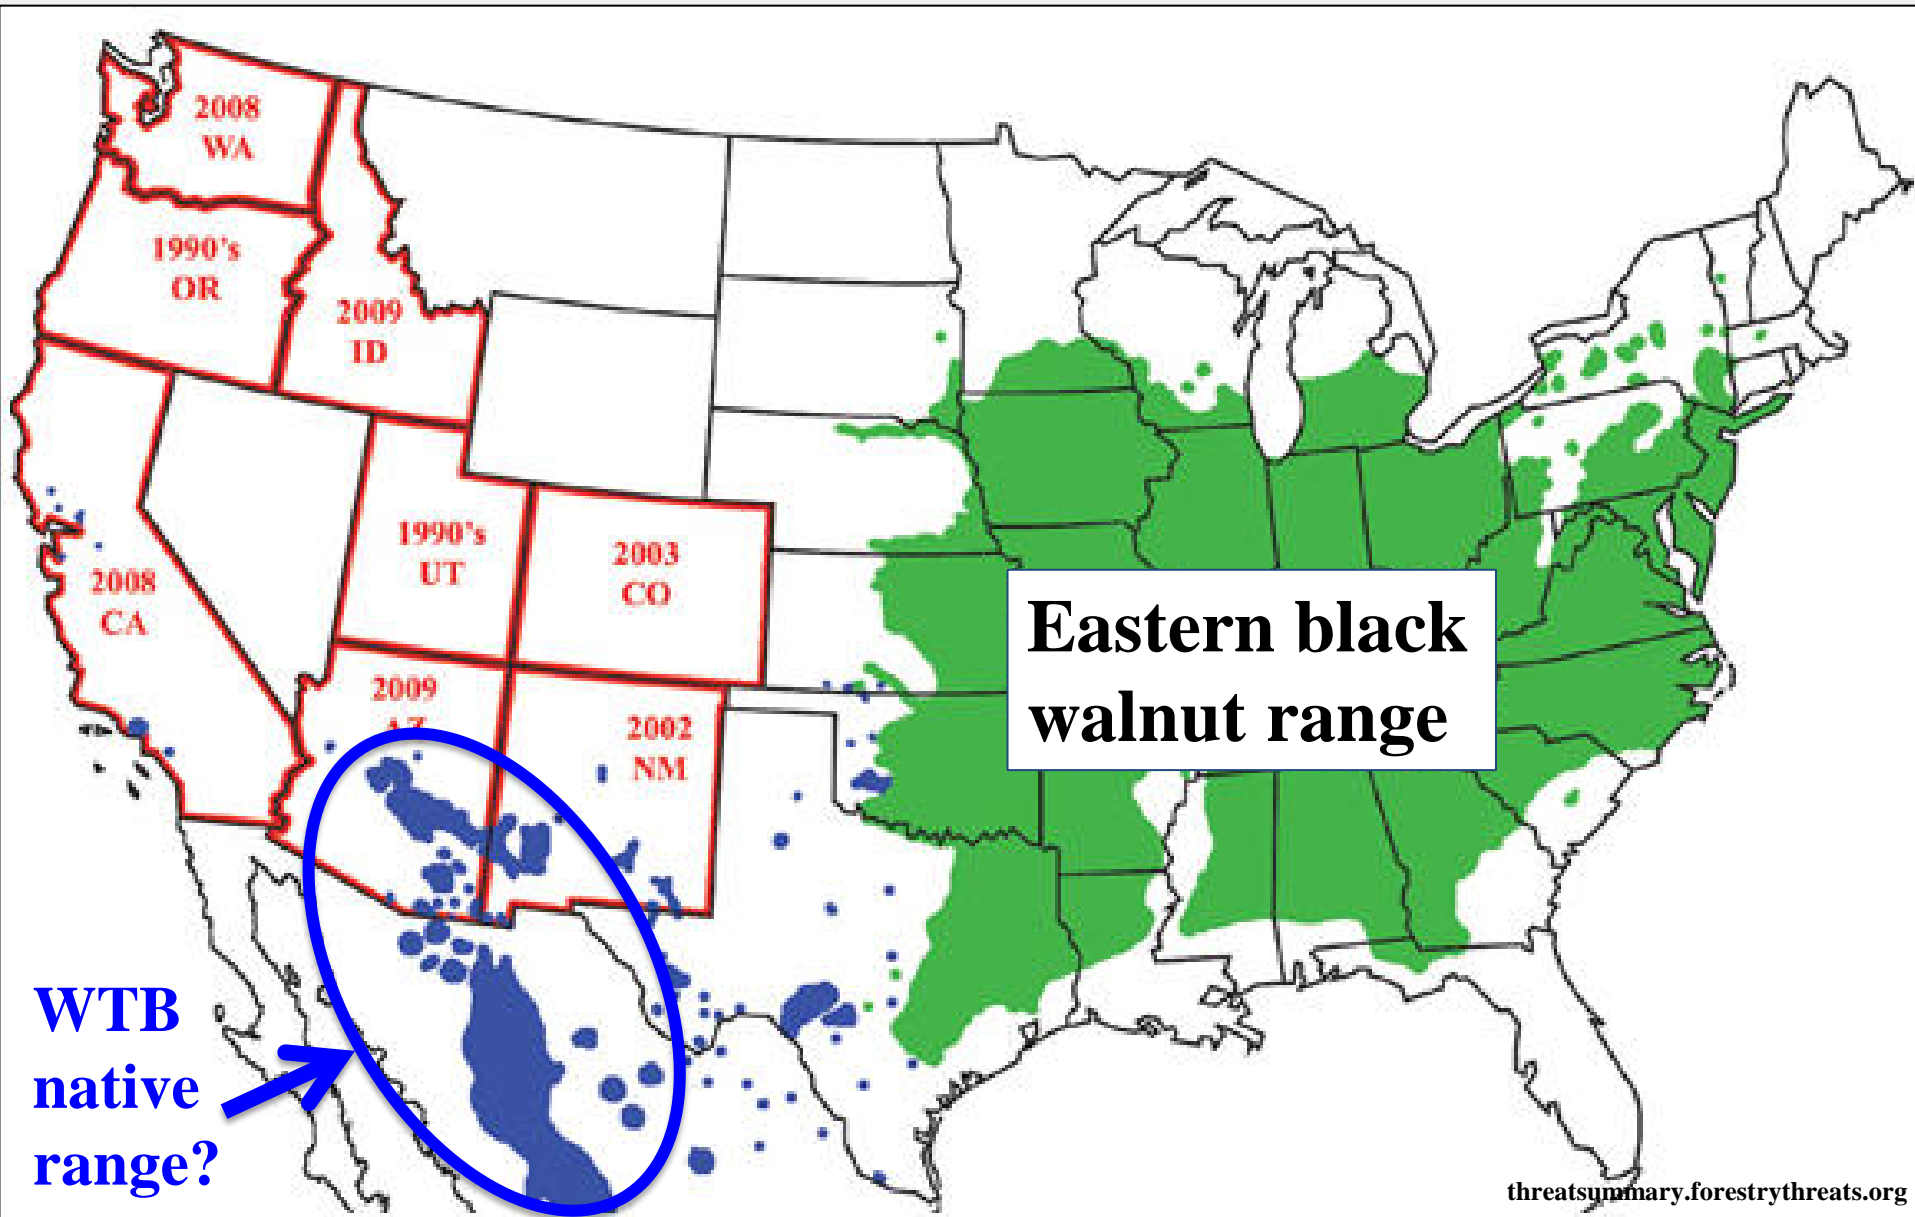 2008
WA
1990's
OR
2009
ID
1990's
UT
2003
CO
2008
CA
2009
AZ
2002
NM
Eastern black
walnut range
WTB
native
range?
threatsummary.forestrythreats.org